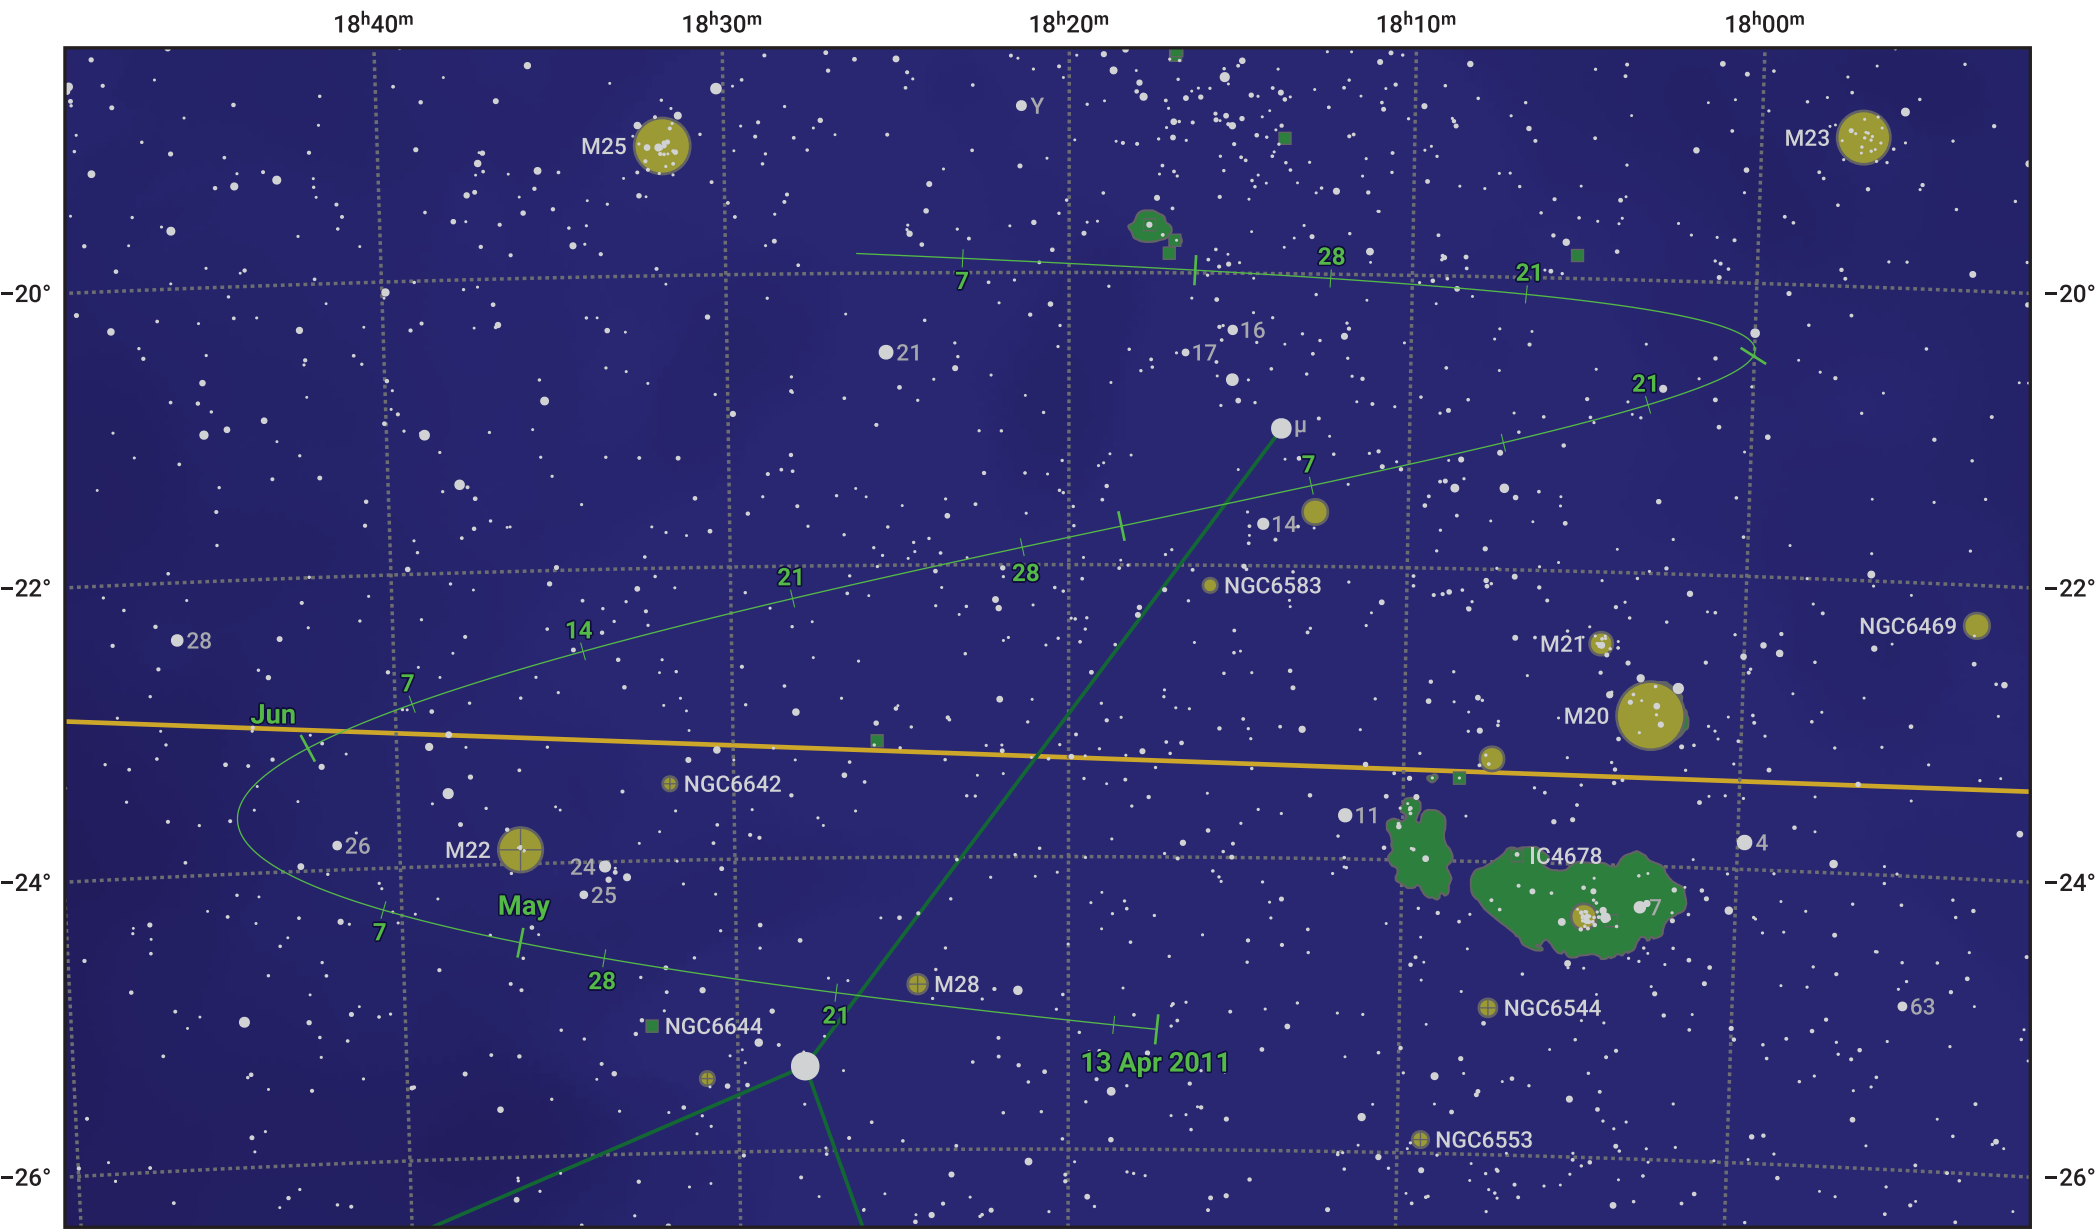 18ʰ40ᵐ 18ʰ30ᵐ 18ʰ20ᵐ 18ʰ10ᵐ 18ʰ00ᵐ
Y
M25
M23
28
21
7
−20° −20°
16
21
17
21
μ
7
14
21
28
−22° NGC6583 −22°
14
NGC6469
28
M21
7
Jun
M20
NGC6642
11
26
4
M22
IC4678
24
−24° −24°
25
May
7
7
28
M28
63
NGC6544
21
NGC6644
13 Apr 2011
NGC6553
−26° −26°